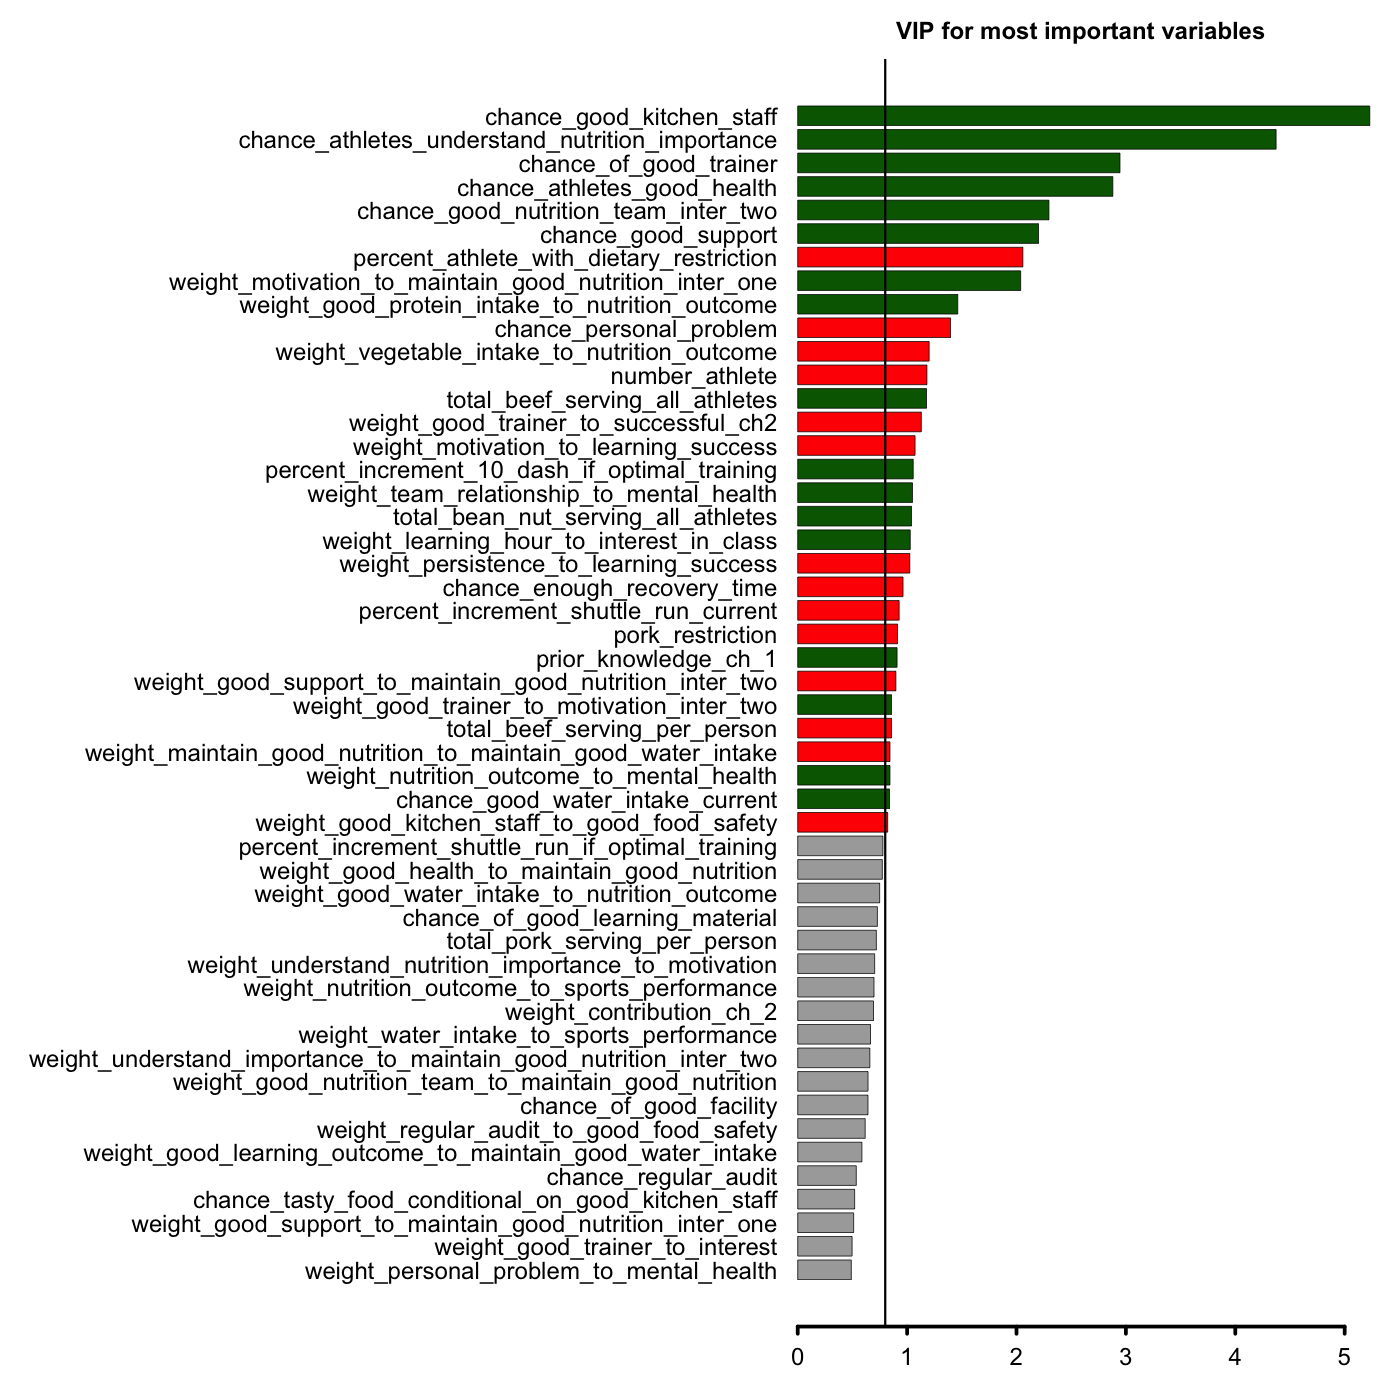 VIP for most important variables
chance_good_kitchen_staff
chance_athletes_understand_nutrition_importance
chance_of_good_trainer
chance_athletes_good_health
chance_good_nutrition_team_inter_two
chance_good_support
percent_athlete_with_dietary_restriction
weight_motivation_to_maintain_good_nutrition_inter_one
weight_good_protein_intake_to_nutrition_outcome
chance_personal_problem
weight_vegetable_intake_to_nutrition_outcome
number_athlete
total_beef_serving_all_athletes
weight_good_trainer_to_successful_ch2
weight_motivation_to_learning_success
percent_increment_10_dash_if_optimal_training
weight_team_relationship_to_mental_health
total_bean_nut_serving_all_athletes
weight_learning_hour_to_interest_in_class
weight_persistence_to_learning_success
chance_enough_recovery_time
percent_increment_shuttle_run_current
pork_restriction
prior_knowledge_ch_1
weight_good_support_to_maintain_good_nutrition_inter_two
weight_good_trainer_to_motivation_inter_two
total_beef_serving_per_person
weight_maintain_good_nutrition_to_maintain_good_water_intake
weight_nutrition_outcome_to_mental_health
chance_good_water_intake_current
weight_good_kitchen_staff_to_good_food_safety
percent_increment_shuttle_run_if_optimal_training
weight_good_health_to_maintain_good_nutrition
weight_good_water_intake_to_nutrition_outcome
chance_of_good_learning_material
total_pork_serving_per_person
weight_understand_nutrition_importance_to_motivation
weight_nutrition_outcome_to_sports_performance
weight_contribution_ch_2
weight_water_intake_to_sports_performance
weight_understand_importance_to_maintain_good_nutrition_inter_two
weight_good_nutrition_team_to_maintain_good_nutrition
chance_of_good_facility
weight_regular_audit_to_good_food_safety
weight_good_learning_outcome_to_maintain_good_water_intake
chance_regular_audit
chance_tasty_food_conditional_on_good_kitchen_staff
weight_good_support_to_maintain_good_nutrition_inter_one
weight_good_trainer_to_interest
weight_personal_problem_to_mental_health
0 1 2 3 4 5